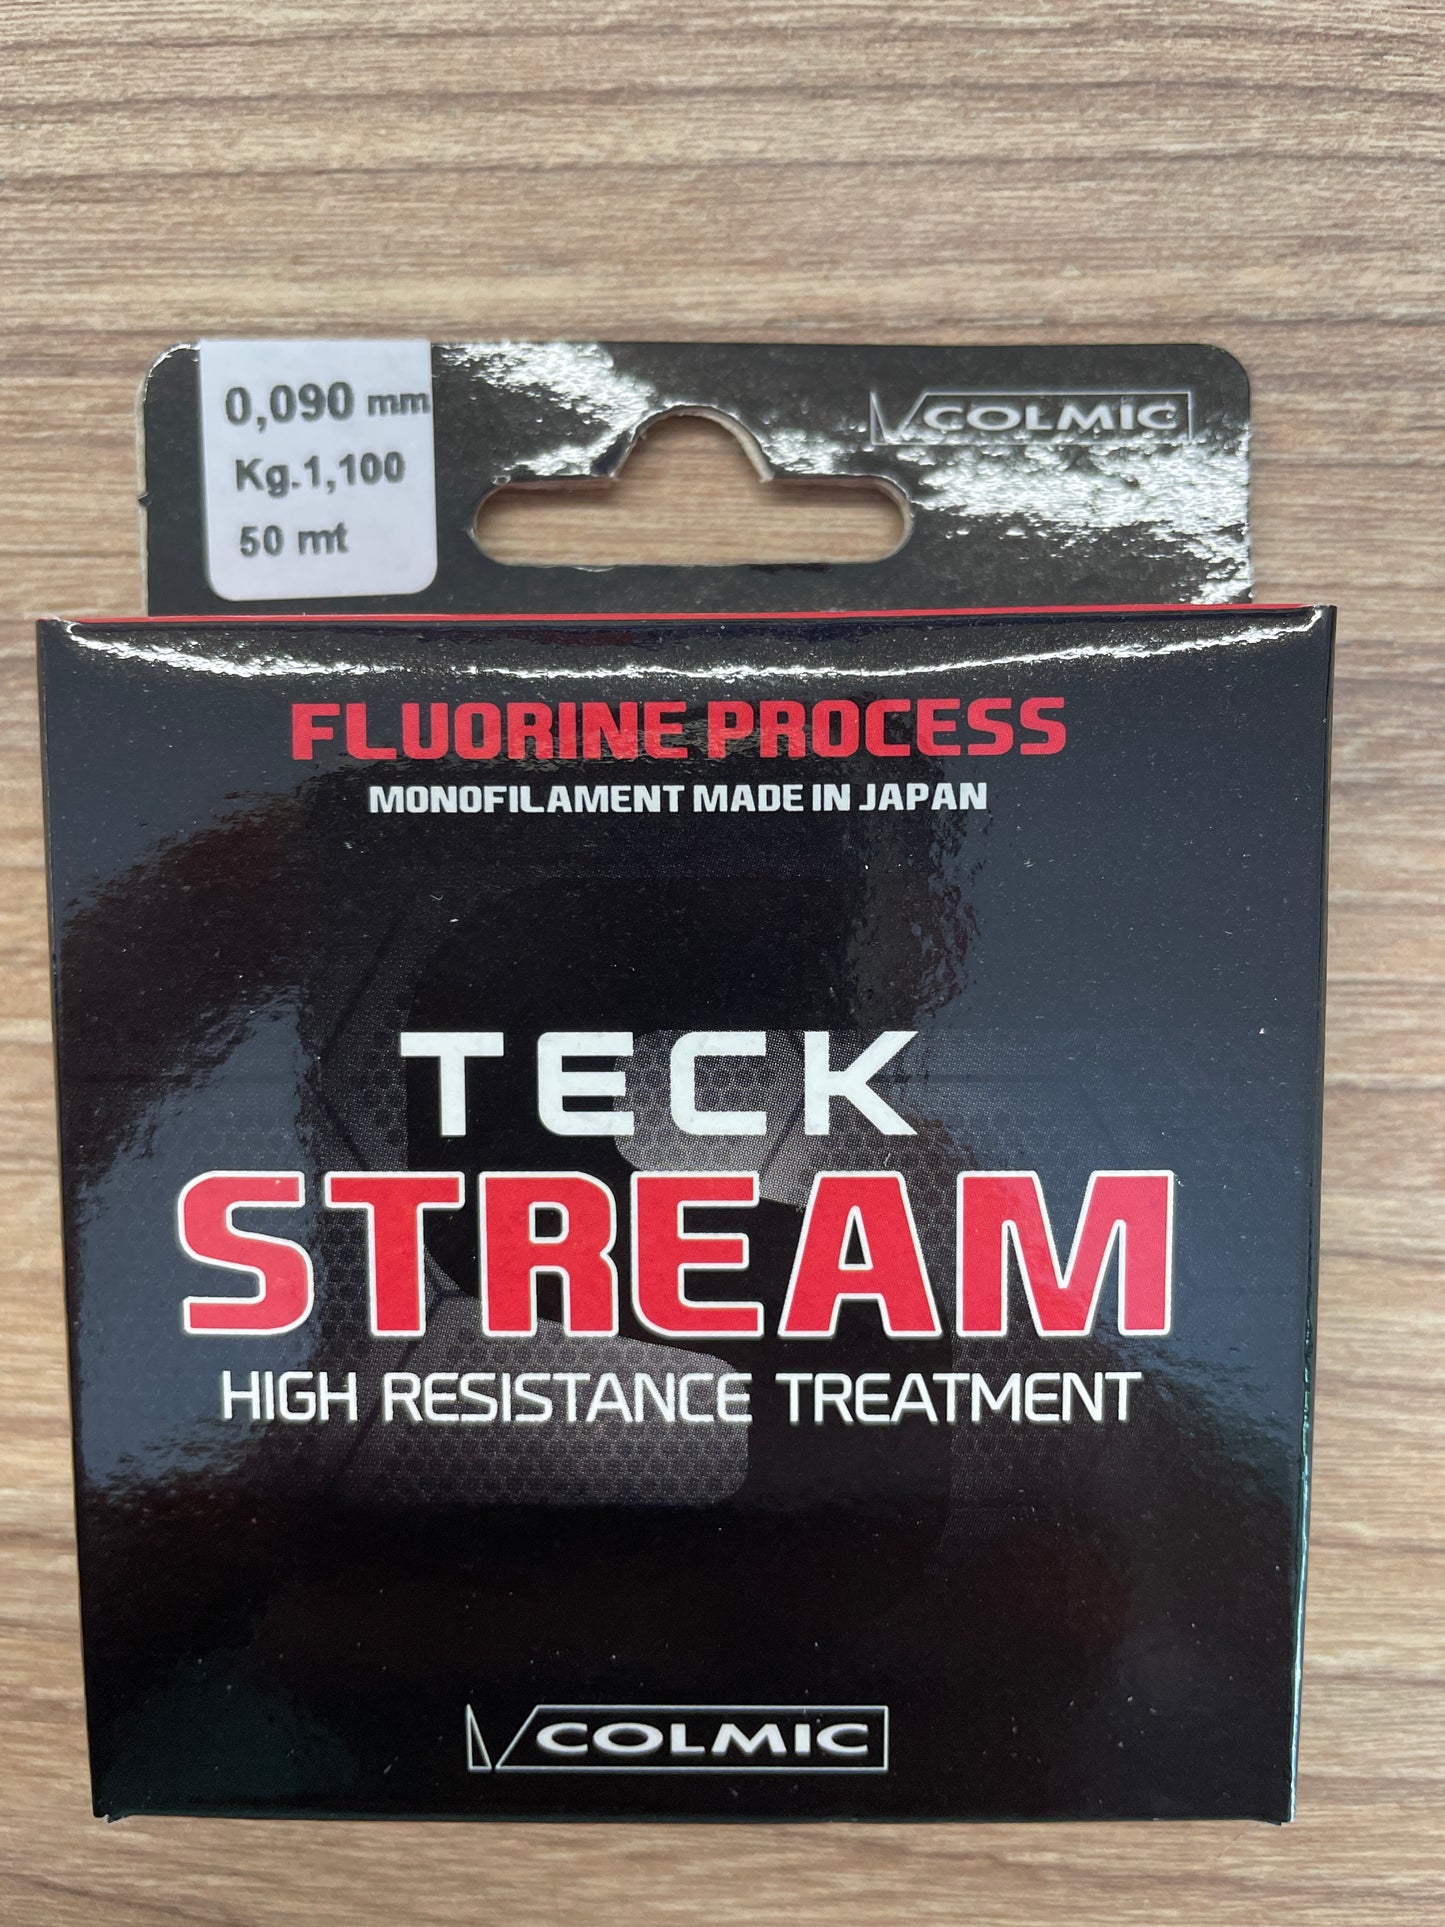 0,090 mm
Kg.1,100
50 mt
COLMIC
FLUORINE PROCESS
MONOFILAMENT MADE IN JAPAN
TECK
STREAM
HIGH RESISTANCE TREATMENT
COLMIC